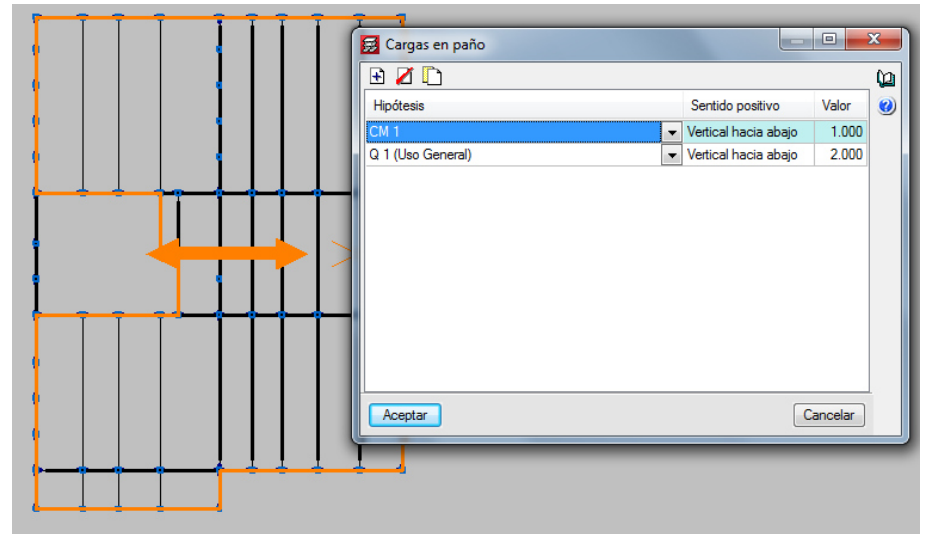 Cargas en paño
Hipótesis Sentido positivo Valor
CM 1 Vertical hacia abajo 1.000
Q 1 (Uso General) Vertical hacia abajo 2.000
Aceptar Cancelar